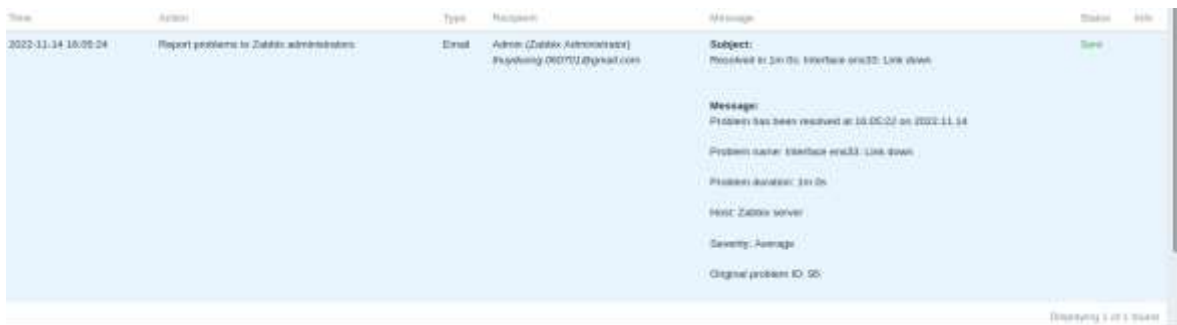 Time Action Type Recipient Message Status Info
2022-11-14 16:05:24 Report problems to Zabbix administrators Email Admin (Zabbix Administrator) Subject: Sent
Resolved in 1m 0s: Interface ens33: Link down
Message:
Problem has been resolved at 16:05:22 on 2022.11.14
Problem name: Interface ens33: Link down
Problem duration: 1m 0s
Host: Zabbix server
Severity: Average
Original problem ID:
Displaying 1 of 1 found